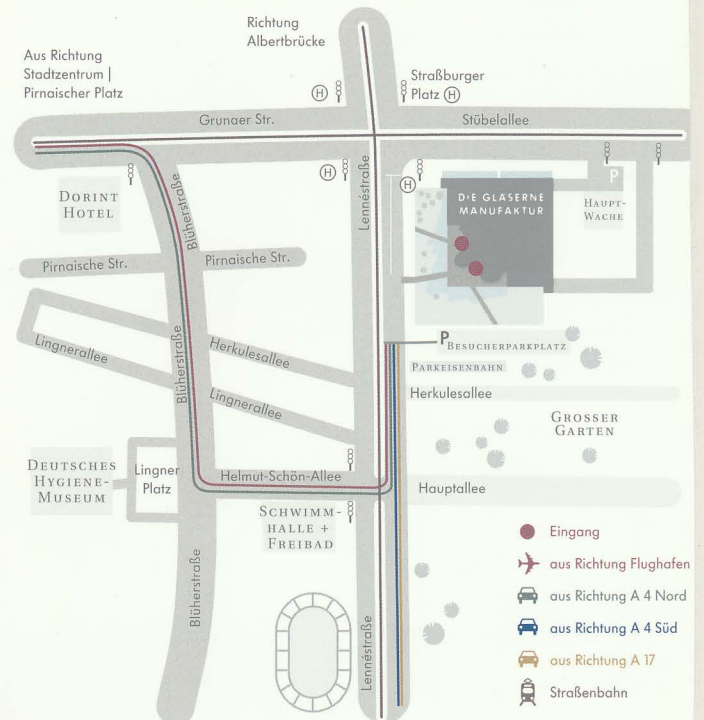 Richtung
Albertbrücke
Aus Richtung
Stadtzentrum |
Pirnaischer Platz
H
Straßburger
Platz H
Grunaer Str.
Stübelallee
H
H
Lennéstraße
DORINT
HOTEL
Blüherstraße
DIE GLÄSERNE
MANUFAKTUR
P
HAUPT-
WACHE
Pirnaische Str.
Pirnaische Str.
Lingnerallee
Blüherstraße
Herkulesallee
Lingnerallee
P BESUCHERPARKPLATZ
PARKEISENBAHN
Herkulesallee
GROSSER
GARTEN
DEUTSCHES
HYGIENE-
MUSEUM
Lingner
Platz
Helmut-Schön-Allee
Hauptallee
SCHWIMM-
HALLE +
FREIBAD
Blüherstraße
Lennéstraße
Eingang
aus Richtung Flughafen
aus Richtung A 4 Nord
aus Richtung A 4 Süd
aus Richtung A 17
Straßenbahn